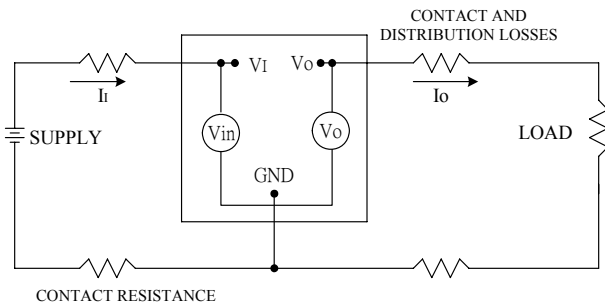 CONTACT AND
DISTRIBUTION LOSSES
VI
VO
II
IO
SUPPLY
Vin
Vo
LOAD
GND
CONTACT RESISTANCE